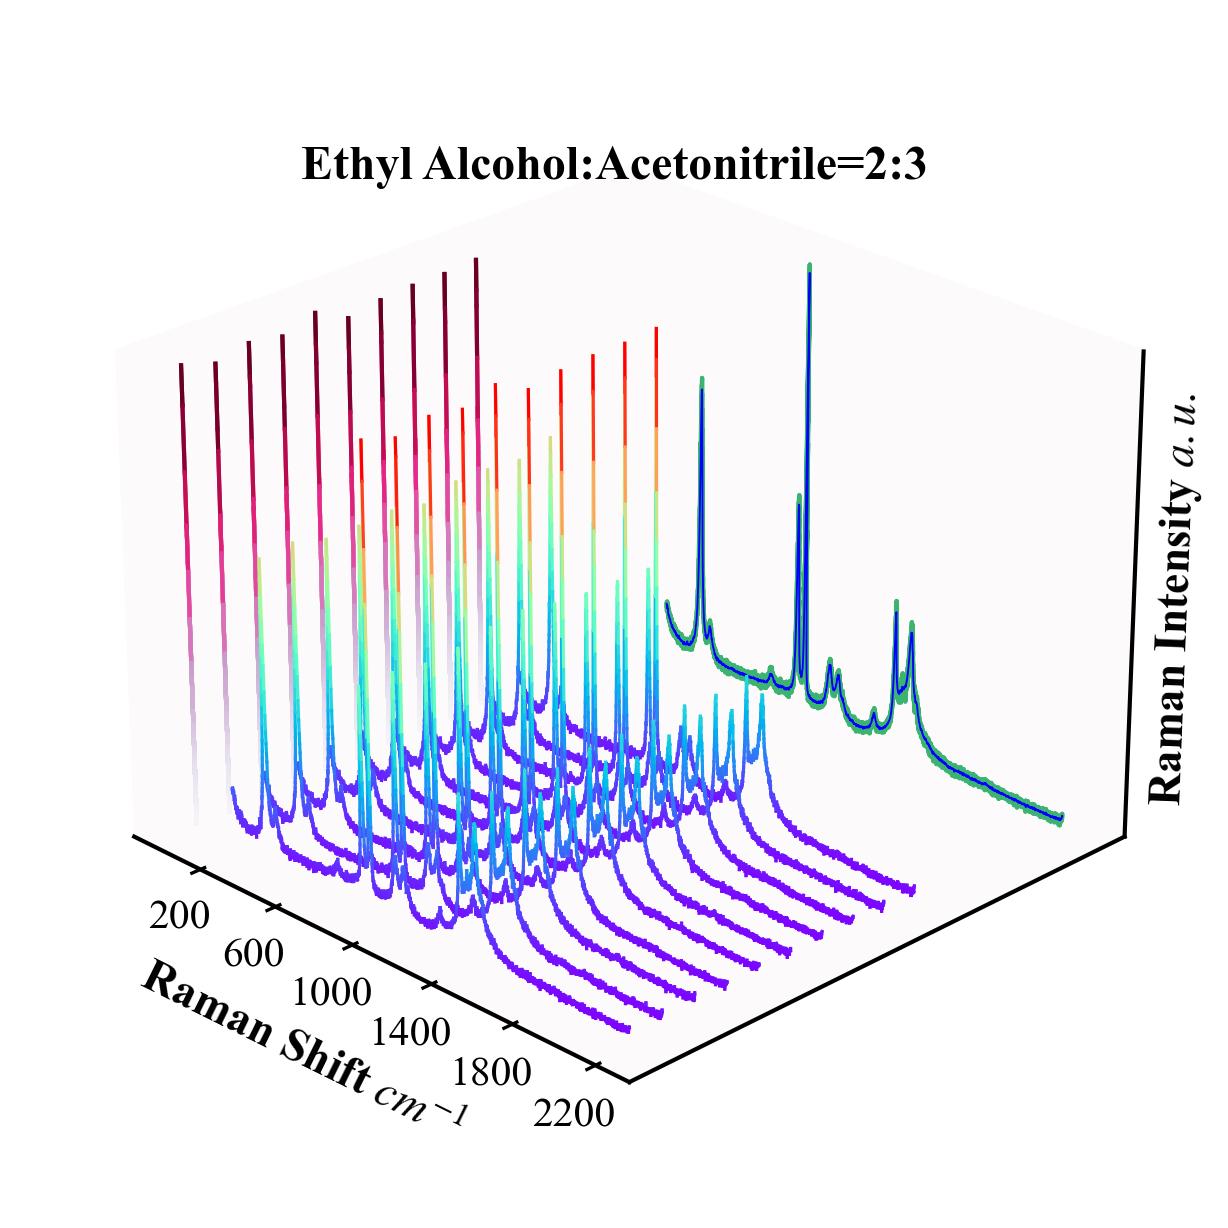 Ethyl Alcohol:Acetonitrile=2:3
Raman Intensity a.u.
200
600
1000
1400
1800
2200
Raman Shift cm⁻¹